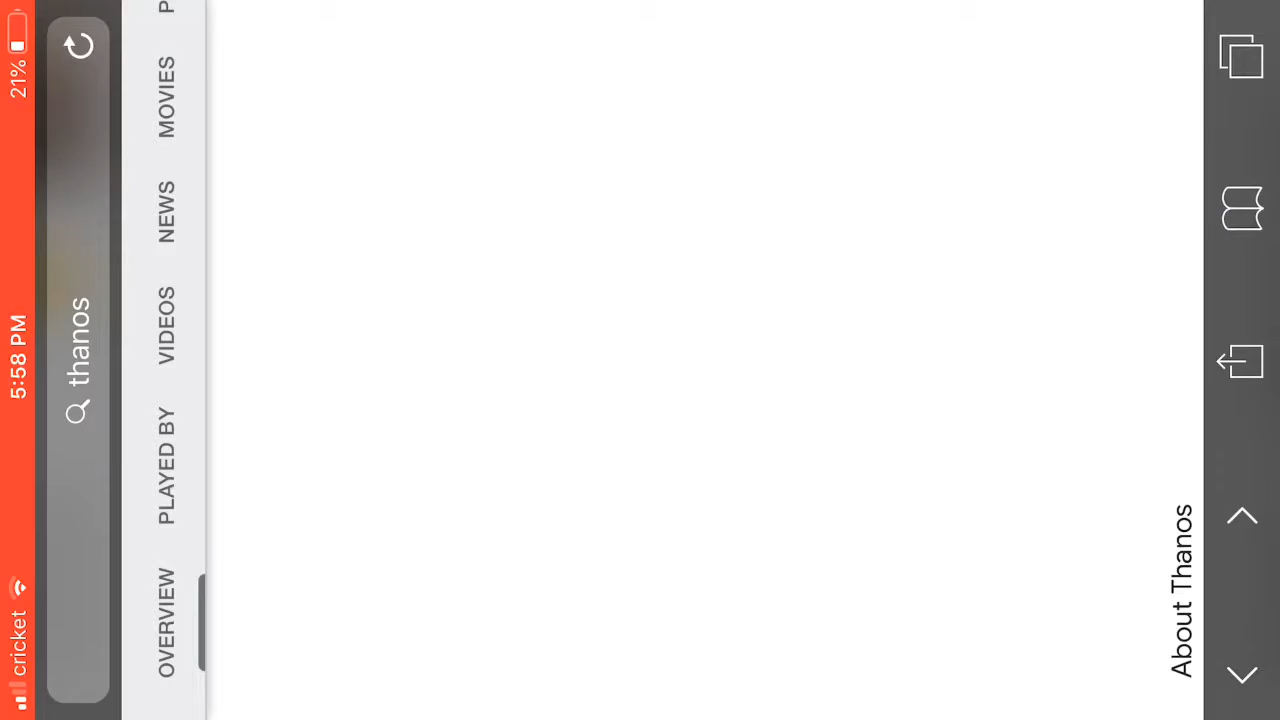 cricket 5:58 PM 21%
thanos
OVERVIEW PLAYED BY VIDEOS NEWS MOVIES P
About Thanos